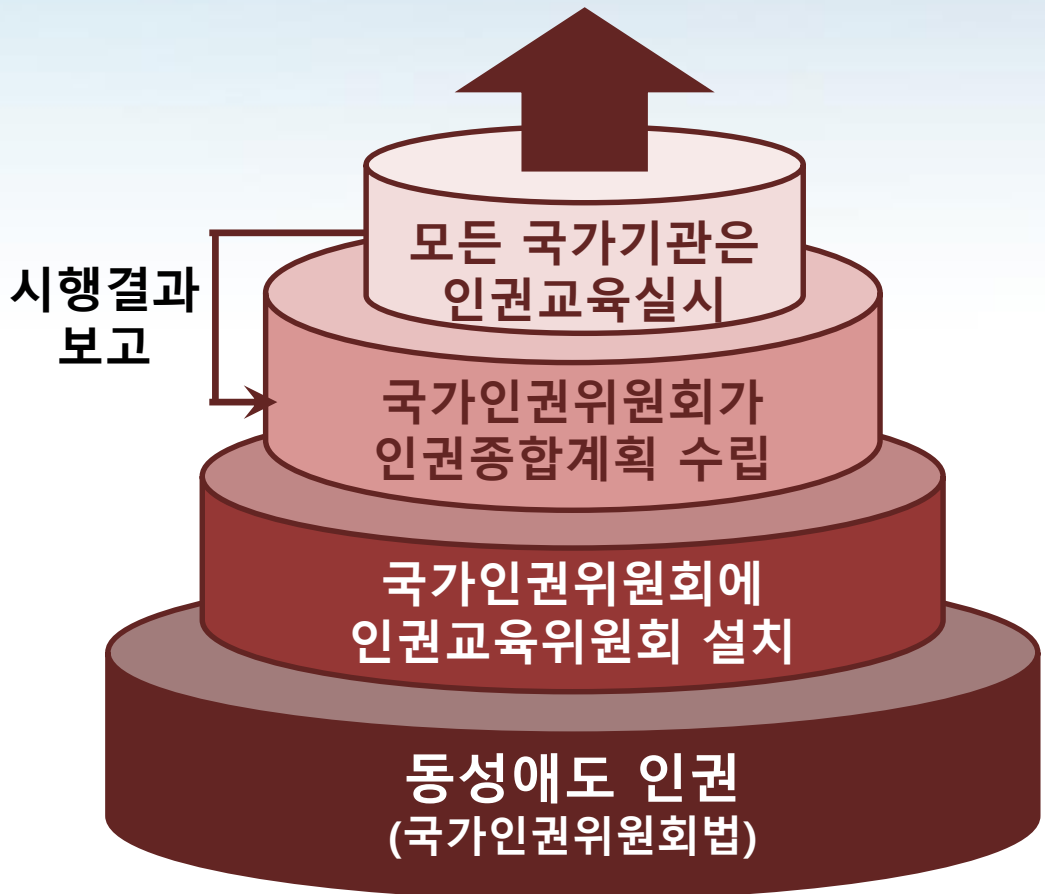 모든 국가기관은
인권교육실시
시행결과
보고
국가인권위원회가
인권종합계획 수립
국가인권위원회에
인권교육위원회 설치
동성애도 인권
(국가인권위원회법)